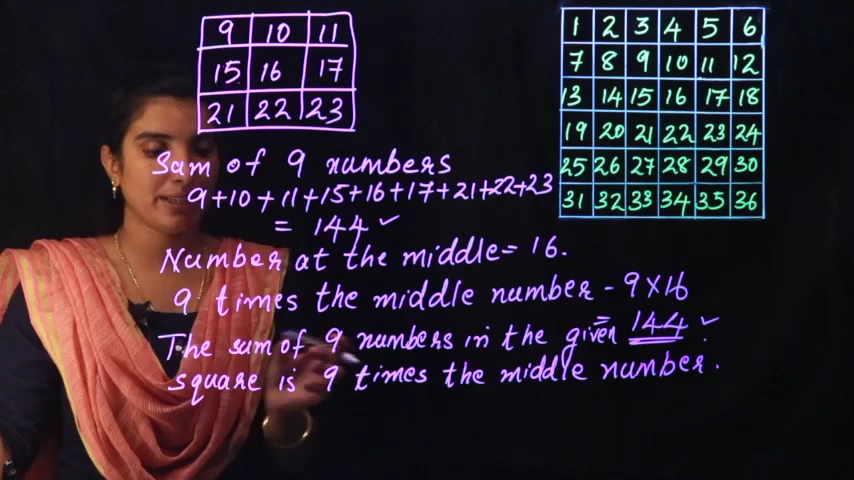 9 10 11
15 16 17
21 22 23
1 2 3 4 5 6
7 8 9 10 11 12
13 14 15 16 17 18
19 20 21 22 23 24
25 26 27 28 29 30
31 32 33 34 35 36
Sum of 9 numbers
9+10+11+15+16+17+21+22+23
= 144 ✓
Number at the middle = 16.
9 times the middle number - 9 × 16
= 144 ✓
The sum of 9 numbers in the given
square is 9 times the middle number.